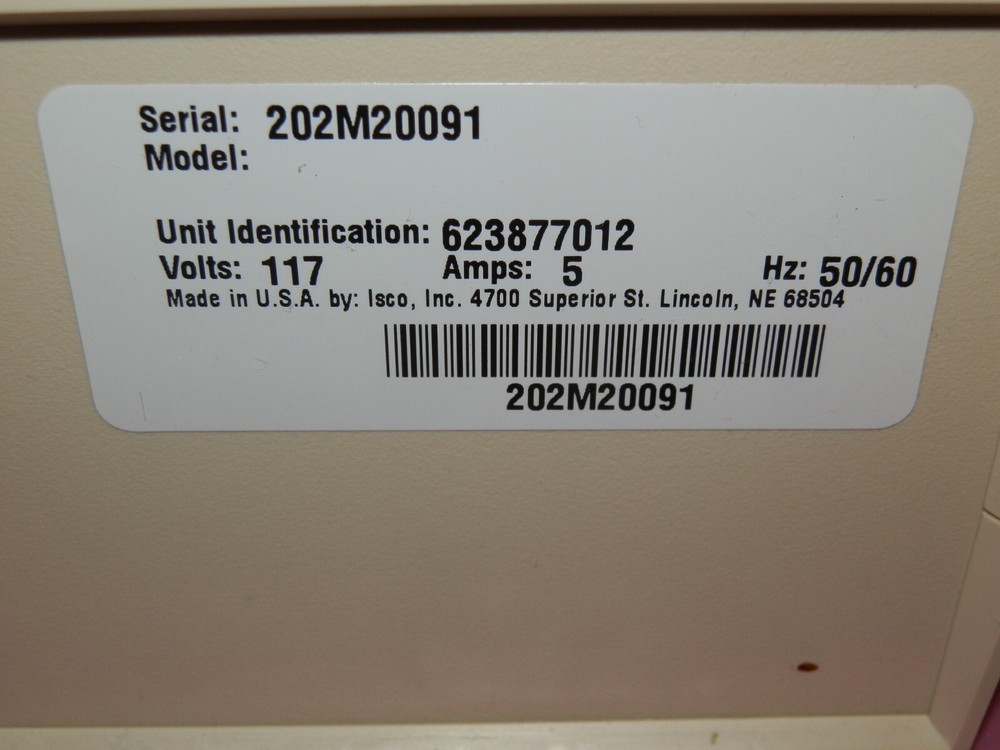 Serial: 202M20091
Model:
Unit Identification: 623877012
Volts: 117 Amps: 5 Hz: 50/60
Made in U.S.A. by: Isco, Inc. 4700 Superior St. Lincoln, NE 68504
202M20091